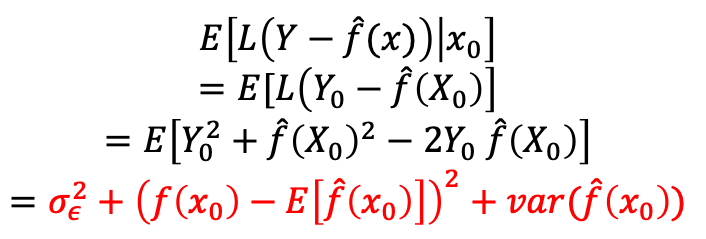 E[L(Y − f̂(x))|x₀]
= E[L(Y₀ − f̂(X₀)]
= E[Y₀² + f̂(X₀)² − 2Y₀ f̂(X₀)]
= σ_ϵ² + (f(x₀) − E[f̂(x₀)])² + var(f̂(x₀))